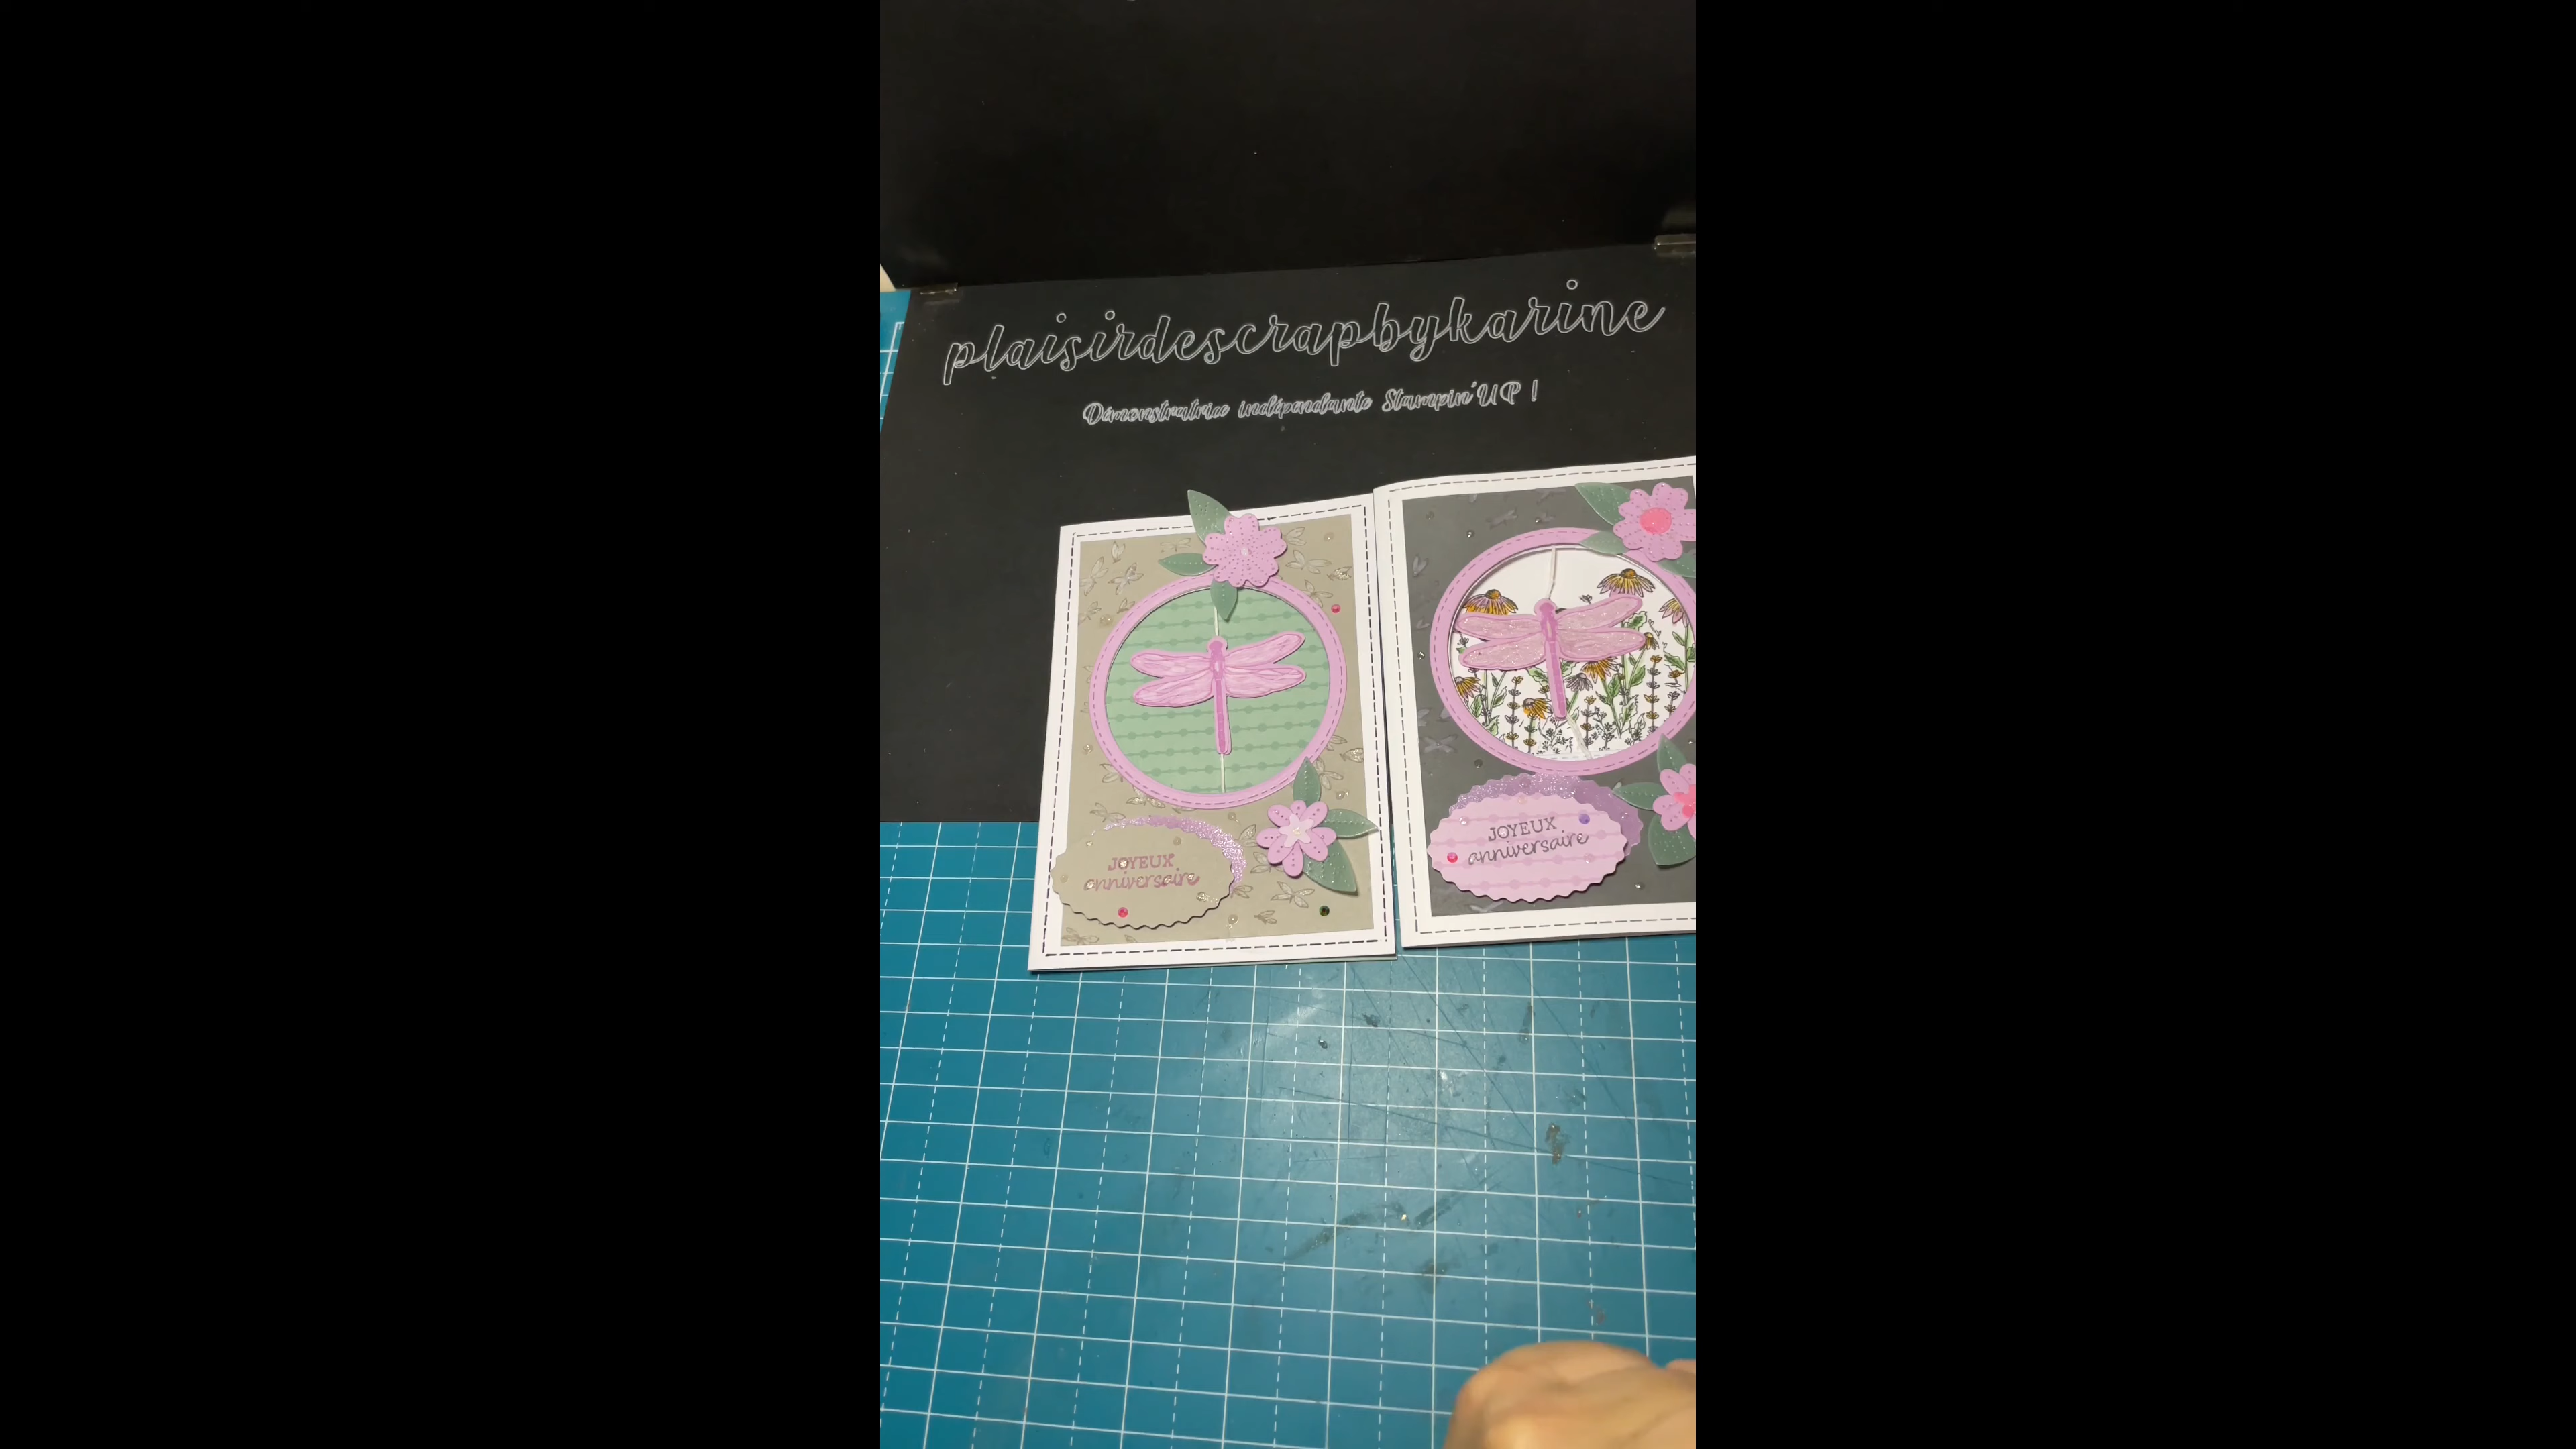 plaisirdescrapbykarine
Démonstratrice indépendante Stampin'UP !
JOYEUX
anniversaire
JOYEUX
anniversaire